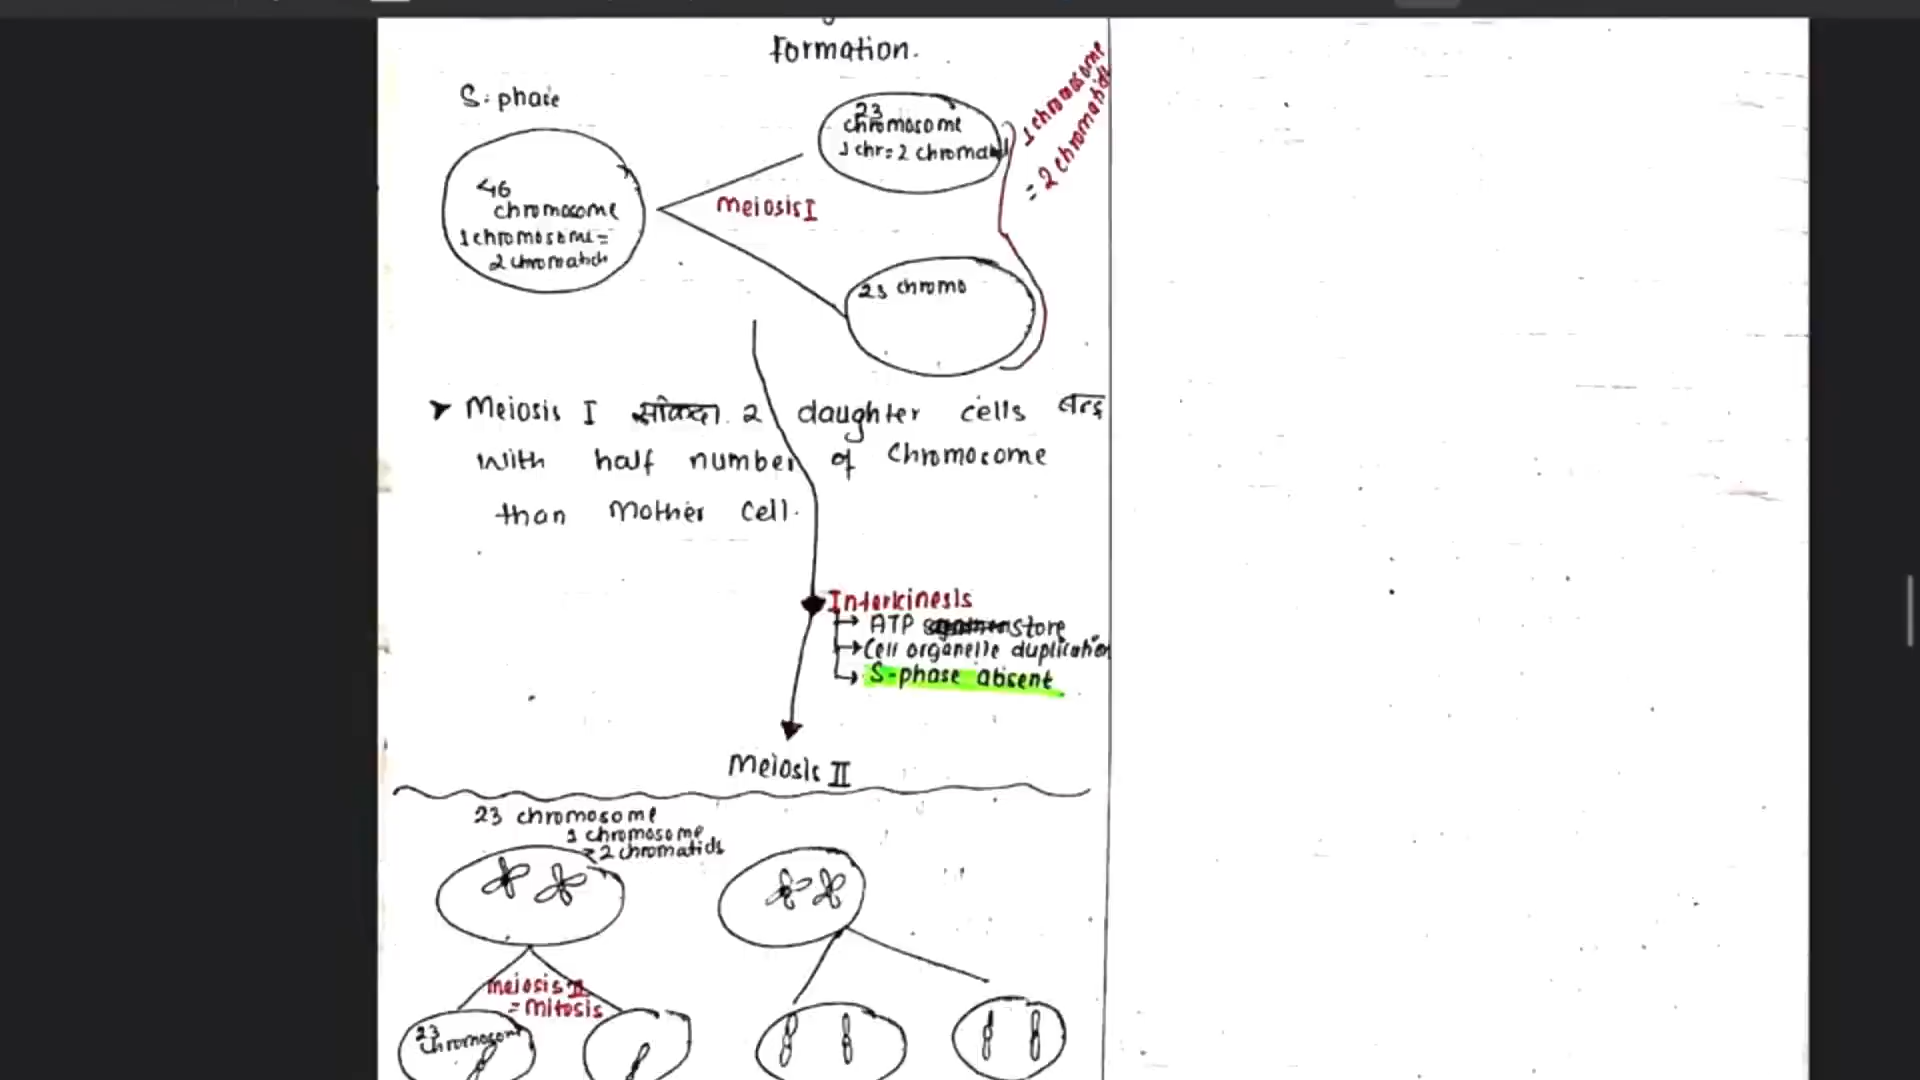 formation.
S-phase
46
chromosome
1 chromosome =
2 chromatids
meiosis I
23
chromosome
1 chr = 2 chromatid
1 chromosome
= 2 chromatids
23 chromo
Meiosis I 2 daughter cells
with half number of chromosome
than Mother cell.
Interkinesis
ATP store
Cell organelle duplication
S-phase absent
Meiosis II
23 chromosome
1 chromosome
= 2 chromatids
meiosis II
= mitosis
23
chromosome